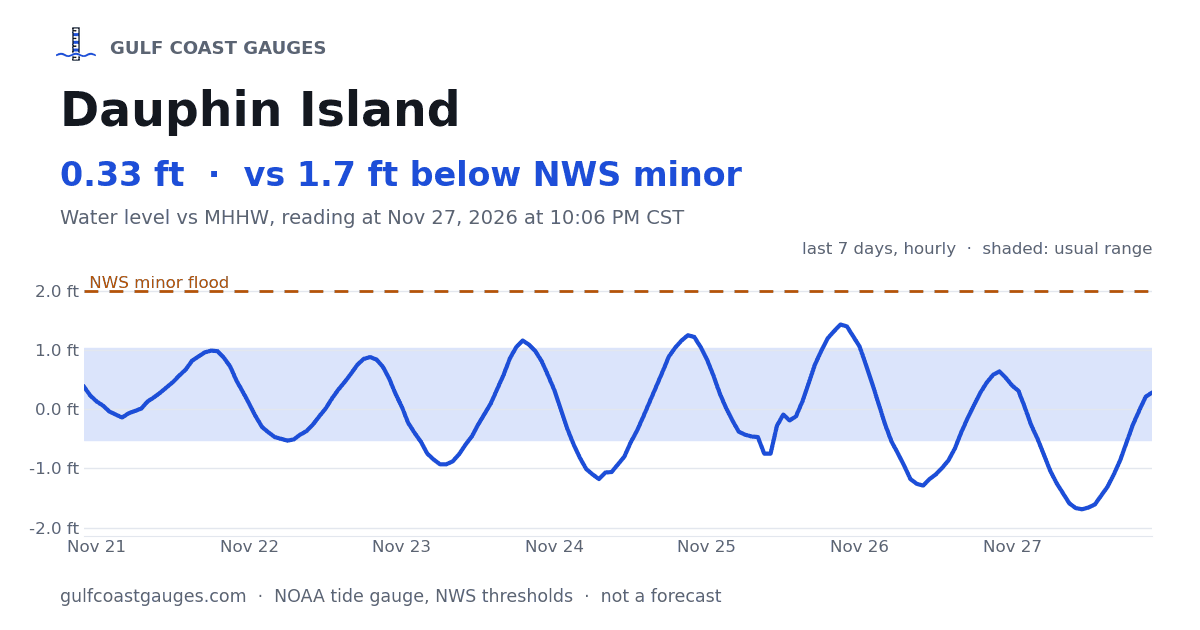 GULF COAST GAUGES
Dauphin Island
0.33 ft · vs 1.7 ft below NWS minor
Water level vs MHHW, reading at Nov 27, 2026 at 10:06 PM CST
last 7 days, hourly · shaded: usual range
NWS minor flood
2.0 ft
1.0 ft
0.0 ft
-1.0 ft
-2.0 ft
Nov 21 Nov 22 Nov 23 Nov 24 Nov 25 Nov 26 Nov 27
gulfcoastgauges.com · NOAA tide gauge, NWS thresholds · not a forecast